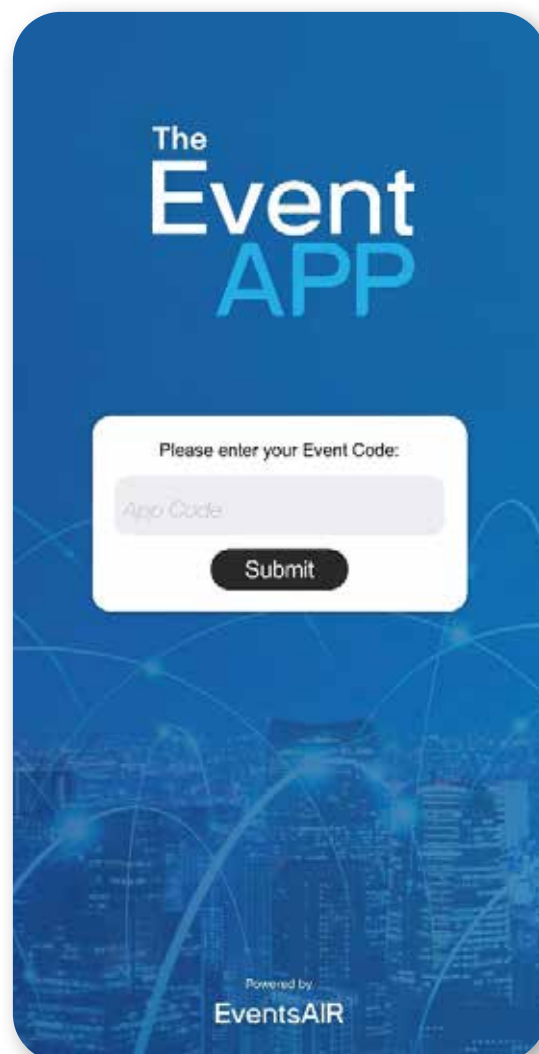 The
Event
APP
Please enter your Event Code:
App Code
Submit
Powered by
EventsAIR